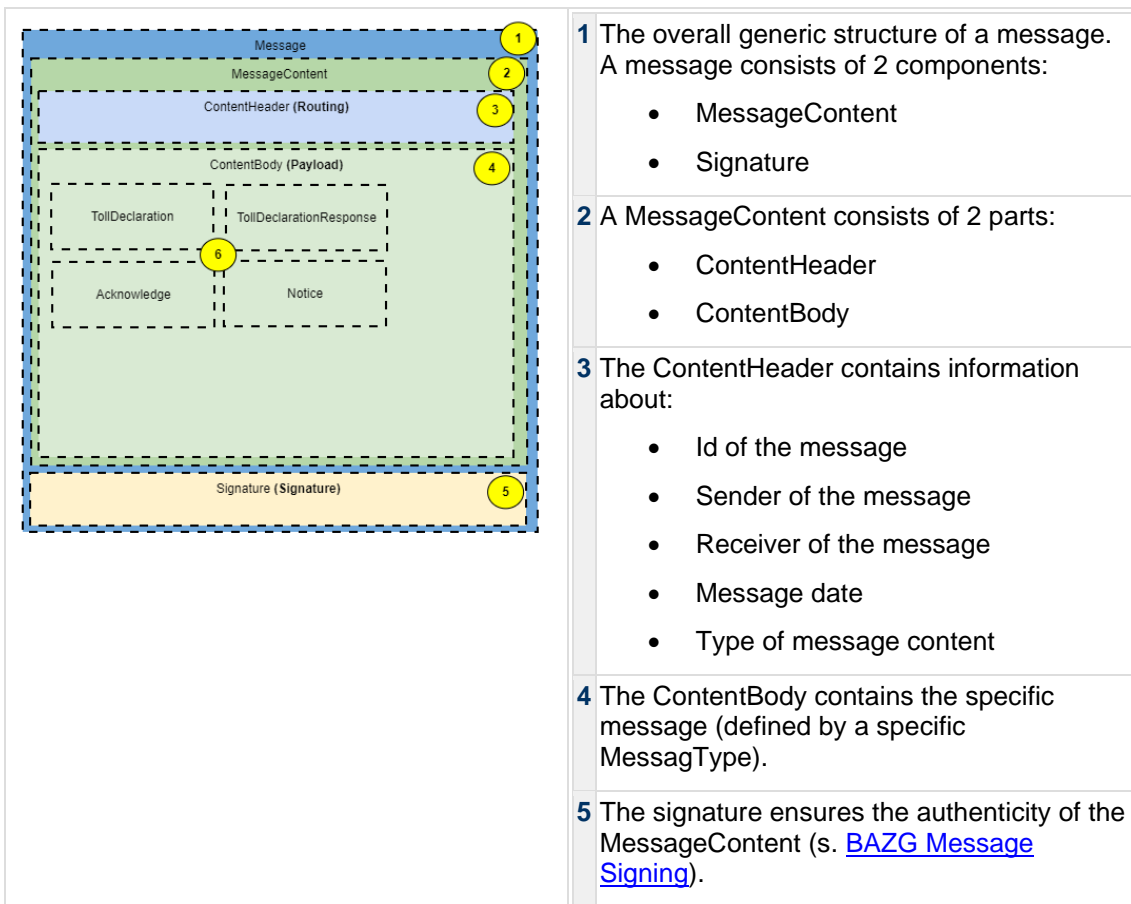 Message
1
MessageContent
2
ContentHeader (Routing)
3
ContentBody (Payload)
4
TollDeclaration
TollDeclarationResponse
6
Acknowledge
Notice
Signature (Signature)
5
1 The overall generic structure of a message.
A message consists of 2 components:
• MessageContent
• Signature
2 A MessageContent consists of 2 parts:
• ContentHeader
• ContentBody
3 The ContentHeader contains information
about:
• Id of the message
• Sender of the message
• Receiver of the message
• Message date
• Type of message content
4 The ContentBody contains the specific
message (defined by a specific
MessagType).
5 The signature ensures the authenticity of the
MessageContent (s. BAZG Message
Signing).